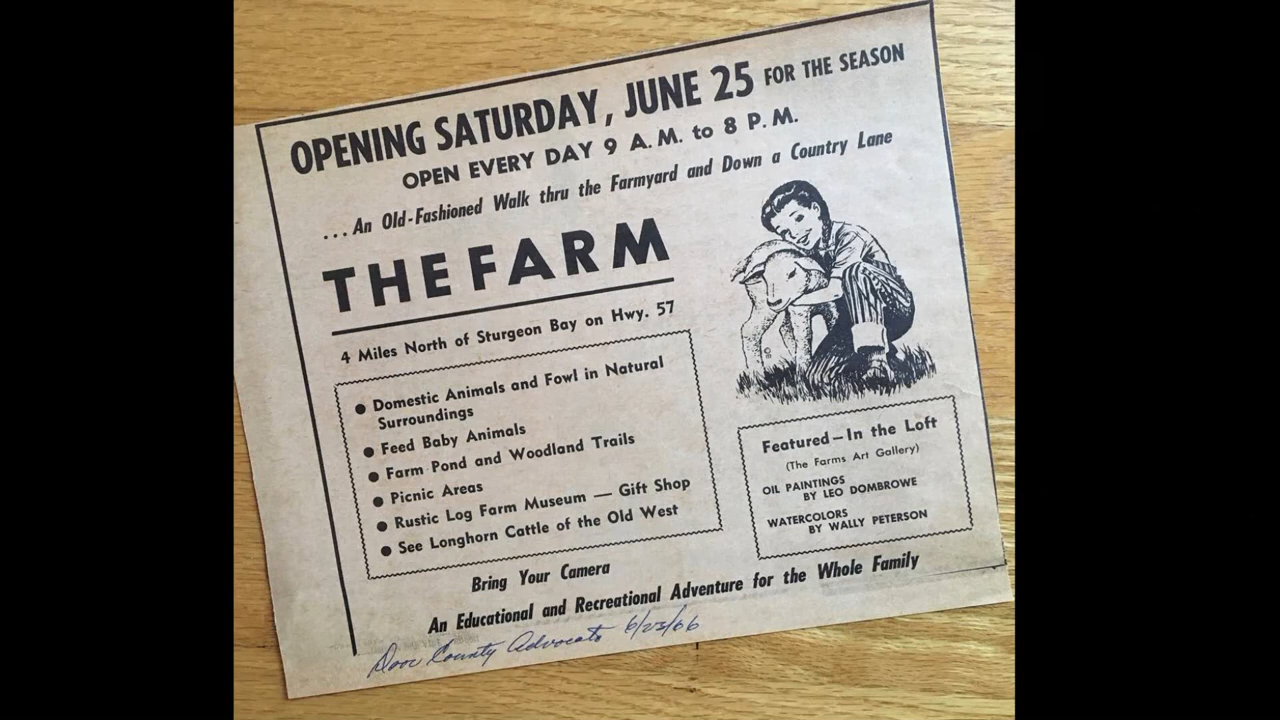 OPENING SATURDAY, JUNE 25 FOR THE SEASON
OPEN EVERY DAY 9 A.M. to 8 P.M.
...An Old-Fashioned Walk thru the Farmyard and Down a Country Lane
THE FARM
4 Miles North of Sturgeon Bay on Hwy. 57
● Domestic Animals and Fowl in Natural
Surroundings
● Feed Baby Animals
● Farm Pond and Woodland Trails
● Picnic Areas
● Rustic Log Farm Museum — Gift Shop
● See Longhorn Cattle of the Old West
Featured—In the Loft
(The Farms Art Gallery)
OIL PAINTINGS
BY LEO DOMBROWE
WATERCOLORS
BY WALLY PETERSON
Bring Your Camera
An Educational and Recreational Adventure for the Whole Family
Door County Advocate 6/23/66